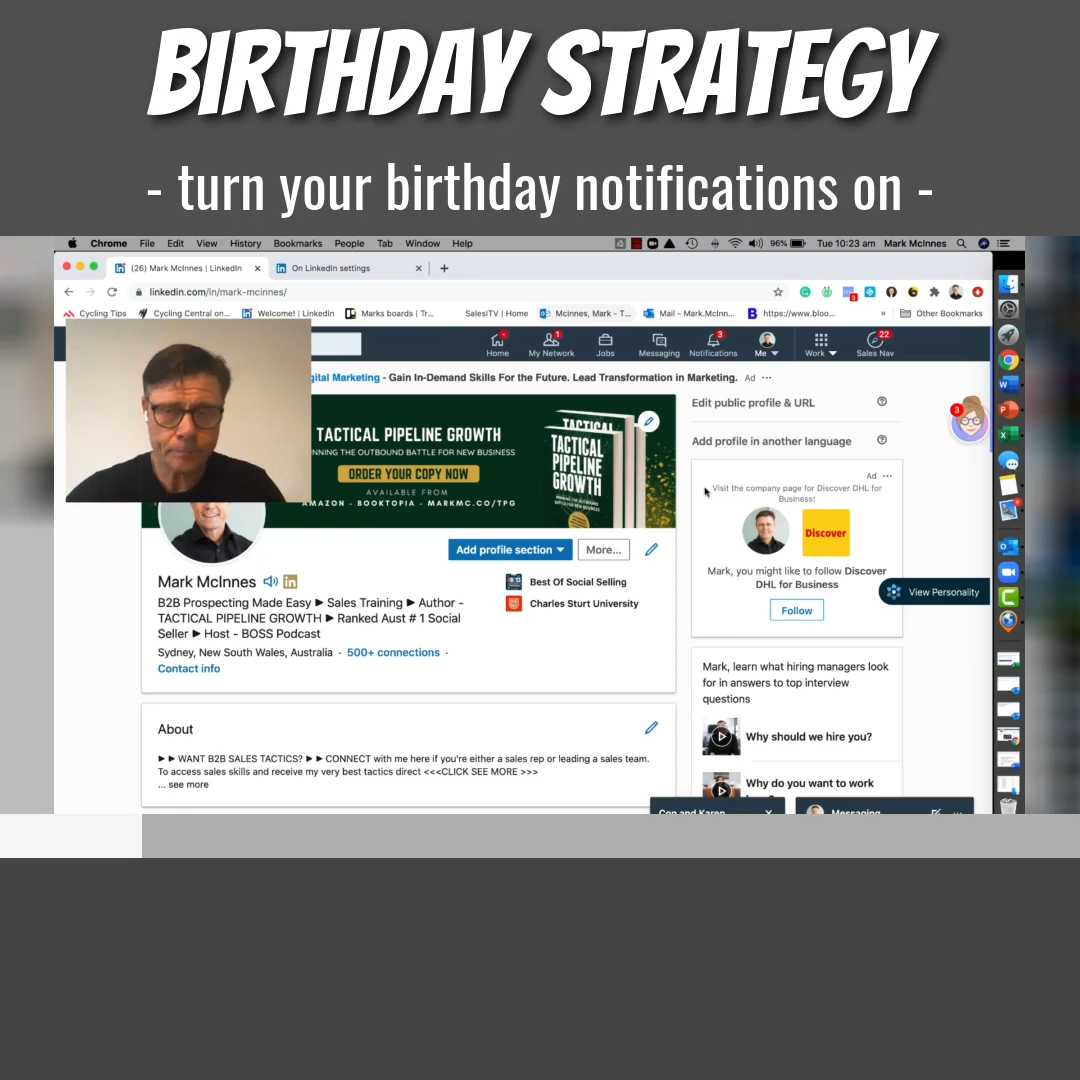 BIRTHDAY STRATEGY
- turn your birthday notifications on -
Chrome File Edit View History Bookmarks People Tab Window Help 96% Tue 10:23 am Mark McInnes
(26) Mark McInnes | LinkedIn
On LinkedIn settings
linkedin.com/in/mark-mcinnes/
3
Cycling Tips
Cycling Central on...
Welcome! | LinkedIn
Marks boards | Tr...
SalesITV | Home
Mcinnes, Mark - T...
Mail – Mark.McInn...
https://www.bloo...
»
Other Bookmarks
1
3
22
Home
My Network
Jobs
Messaging
Notifications
Me
Work
Sales Nav
gital Marketing - Gain In-Demand Skills For the Future. Lead Transformation in Marketing. Ad ...
TACTICAL PIPELINE GROWTH
NNING THE OUTBOUND BATTLE FOR NEW BUSINESS
ORDER YOUR COPY NOW
AVAILABLE FROM
AMAZON - BOOKTOPIA - MARKMC.CO/TPG
TACTICAL
TACTICAL
PIPELINE
GROWTH
Add profile section
More...
Mark McInnes
B2B Prospecting Made Easy ► Sales Training ► Author -
TACTICAL PIPELINE GROWTH ► Ranked Aust # 1 Social
Seller ► Host - BOSS Podcast
Sydney, New South Wales, Australia · 500+ connections ·
Contact info
Best Of Social Selling
Charles Sturt University
About
►► WANT B2B SALES TACTICS? ►► CONNECT with me here if you're either a sales rep or leading a sales team.
To access sales skills and receive my very best tactics direct <<<CLICK SEE MORE >>>
... see more
Edit public profile & URL
Add profile in another language
3
Ad ...
Visit the company page for Discover DHL for
Business!
Discover
Mark, you might like to follow Discover
DHL for Business
Follow
View Personality
Mark, learn what hiring managers look
for in answers to top interview
questions
Why should we hire you?
Why do you want to work
Con and Karen
Messaging